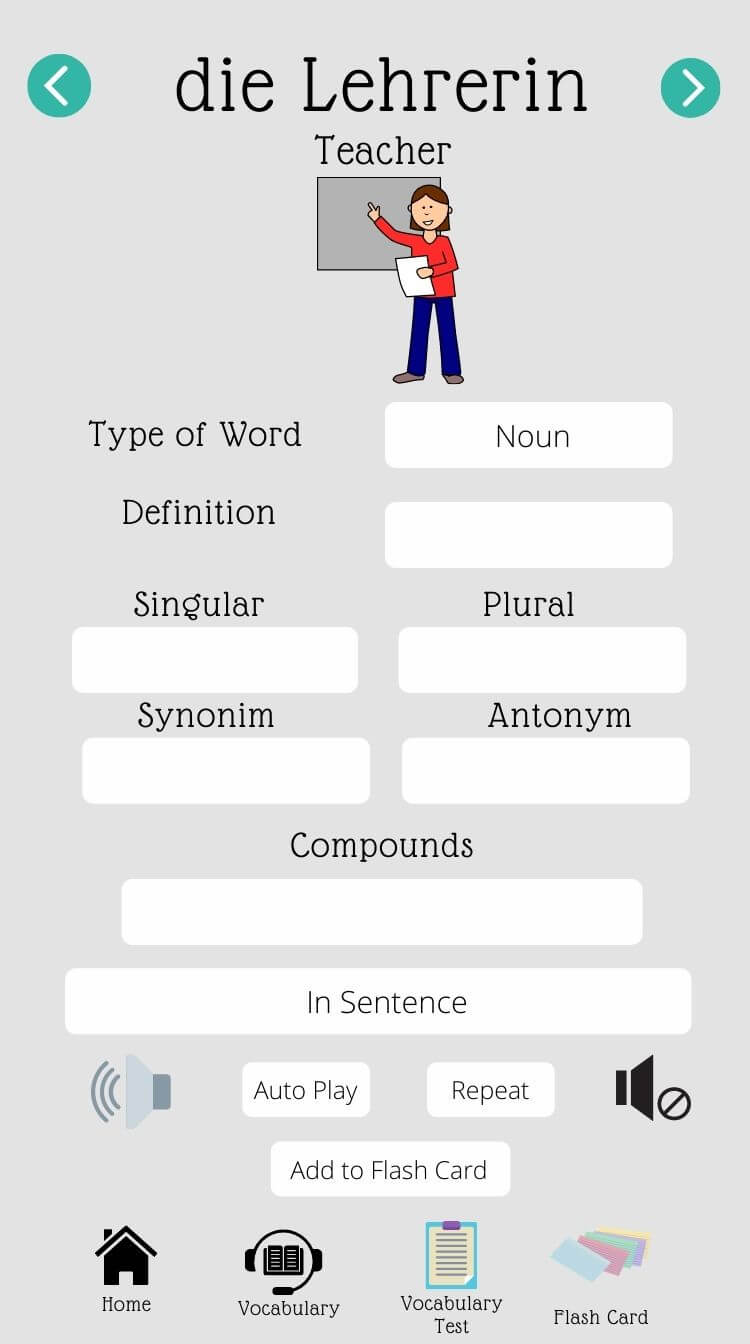 die Lehrerin
Teacher
Type of Word
Noun
Definition
Singular
Plural
Synonim
Antonym
Compounds
In Sentence
Auto Play
Repeat
Add to Flash Card
Home
Vocabulary
Vocabulary
Test
Flash Card